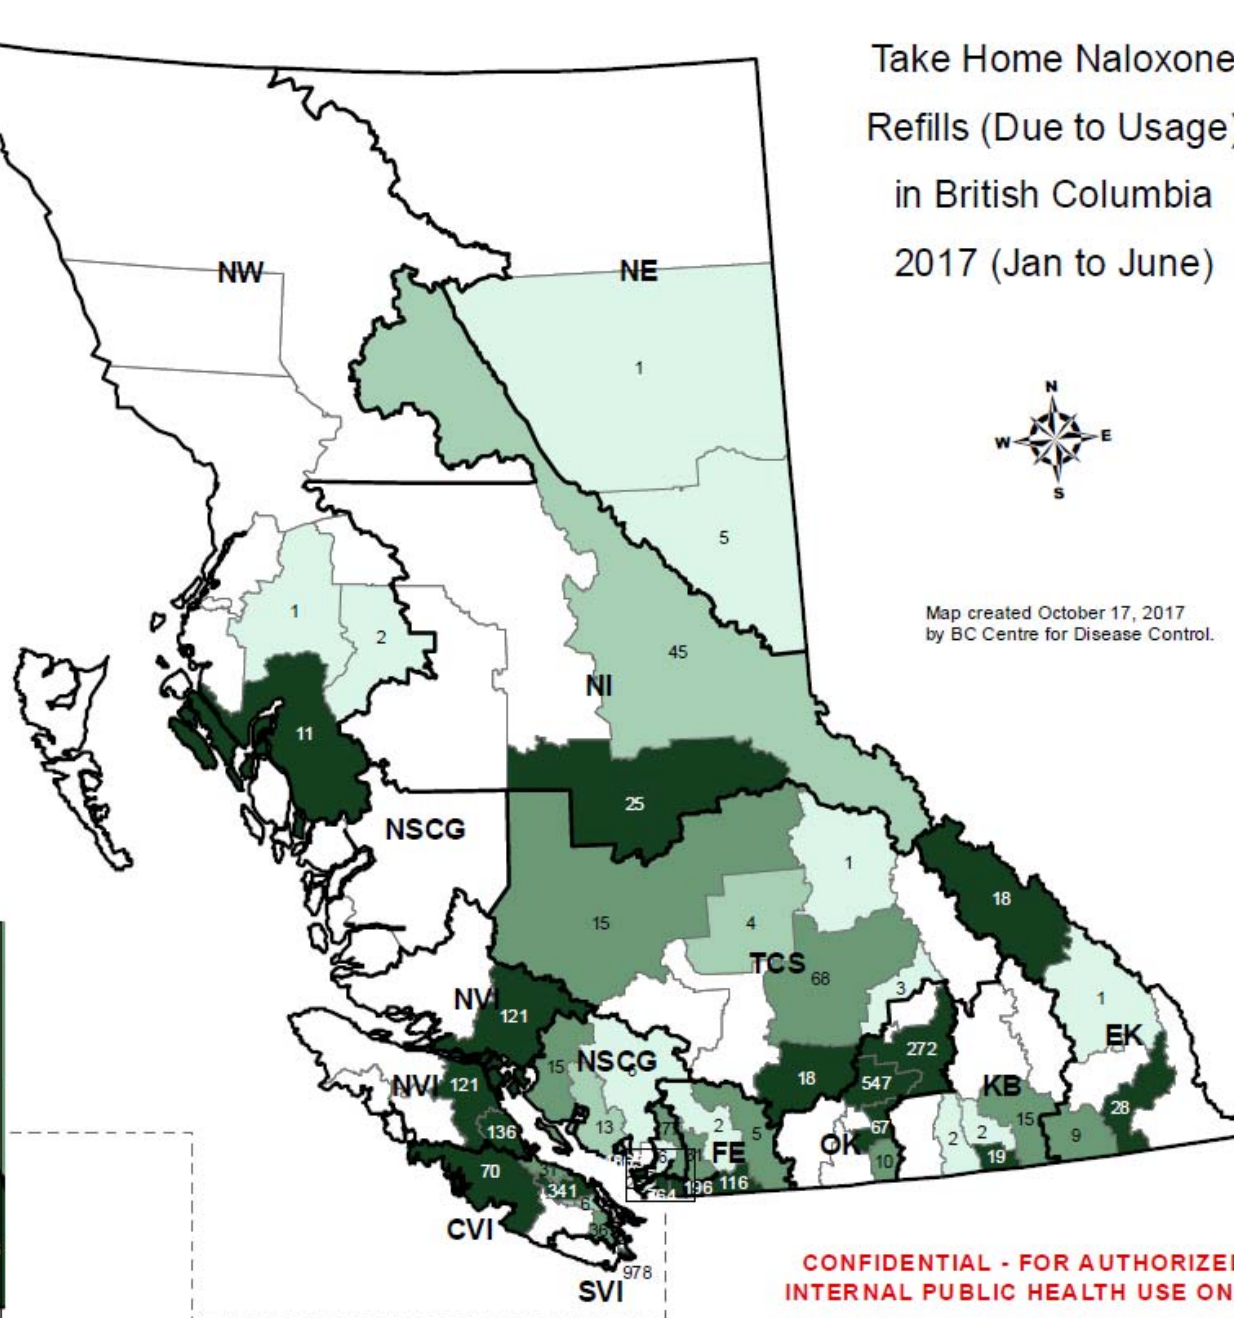 Take Home Naloxone
Refills (Due to Usage)
in British Columbia
2017 (Jan to June)
NW
NE
1
N
W
E
S
5
Map created October 17, 2017
by BC Centre for Disease Control.
1
2
45
NI
11
25
NSCG
1
18
15
4
TCS
68
3
1
NVI
121
EK
272
15
NSCG
NVI
121
18
547
KB
28
136
13
2
5
FE
67
OK
2
2
15
9
10
19
70
341
6
196
116
CVI
36
978
SVI
CONFIDENTIAL - FOR AUTHORIZE
INTERNAL PUBLIC HEALTH USE ON